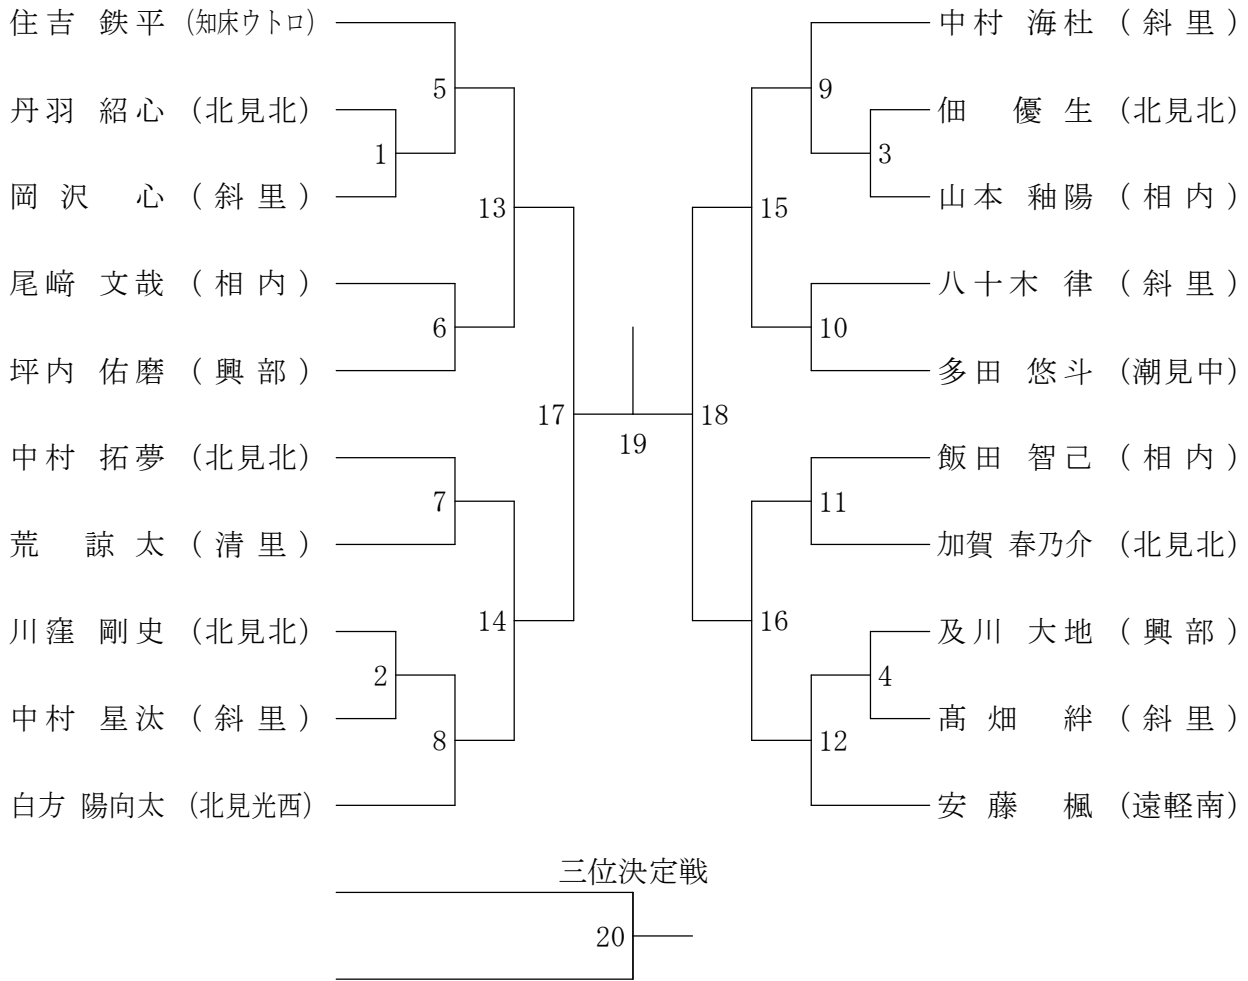 住吉 鉄平 (知床ウトロ)
5
丹羽 紹心 (北見北)
1
岡沢 心 (斜里)
13
尾﨑 文哉 (相内)
6
坪内 佑磨 (興部)
17
中村 拓夢 (北見北)
7
荒 諒太 (清里)
14
川窪 剛史 (北見北)
2
中村 星汰 (斜里)
8
白方 陽向太 (北見光西)
19
中村 海杜 (斜里)
9
佃 優生 (北見北)
3
山本 釉陽 (相内)
15
八十木 律 (斜里)
10
多田 悠斗 (潮見中)
18
飯田 智己 (相内)
11
加賀 春乃介 (北見北)
16
及川 大地 (興部)
4
髙畑 絆 (斜里)
12
安藤 楓 (遠軽南)
三位決定戦
20